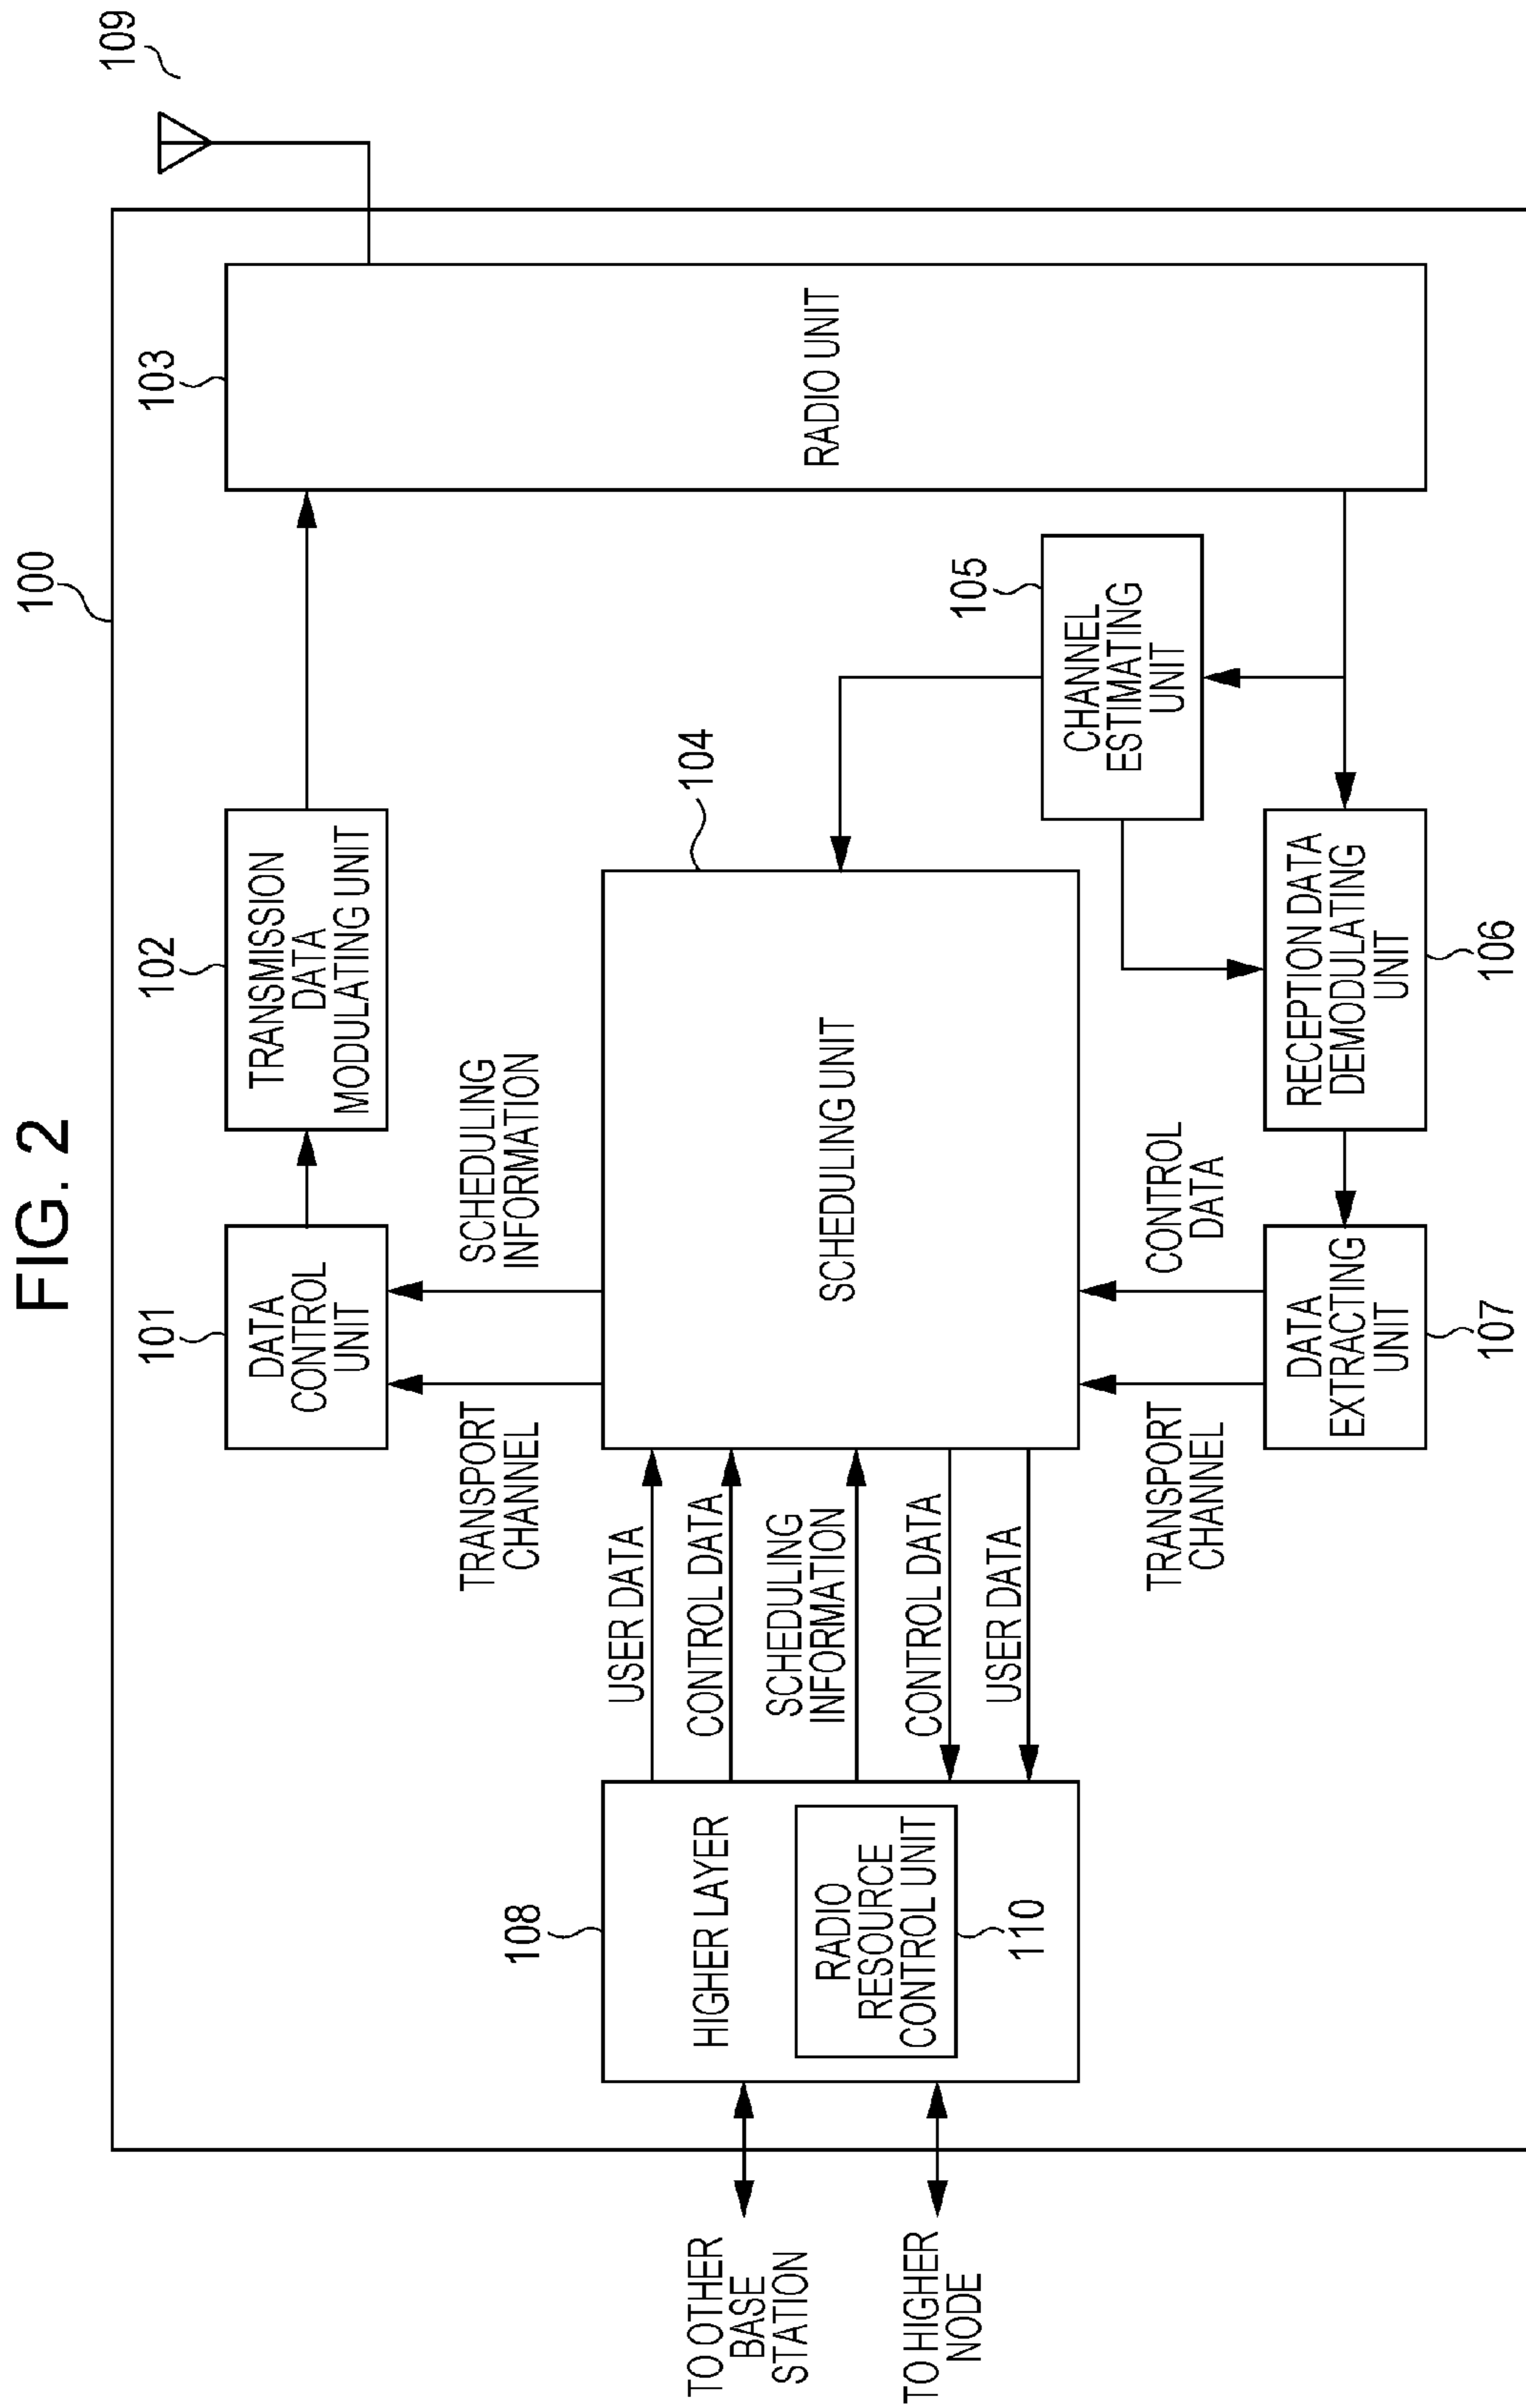 FIG. 2
100
109
101
DATA
CONTROL
UNIT
102
TRANSMISSION
DATA
MODULATING UNIT
103
RADIO UNIT
TRANSPORT
CHANNEL
SCHEDULING
INFORMATION
104
SCHEDULING UNIT
108
HIGHER LAYER
RADIO
RESOURCE
CONTROL UNIT
110
USER DATA
CONTROL DATA
SCHEDULING
INFORMATION
CONTROL DATA
USER DATA
TO OTHER
BASE
STATION
TO HIGHER
NODE
105
CHANNEL
ESTIMATING
UNIT
TRANSPORT
CHANNEL
CONTROL
DATA
DATA
EXTRACTING
UNIT
107
RECEPTION DATA
DEMODULATING
UNIT
106